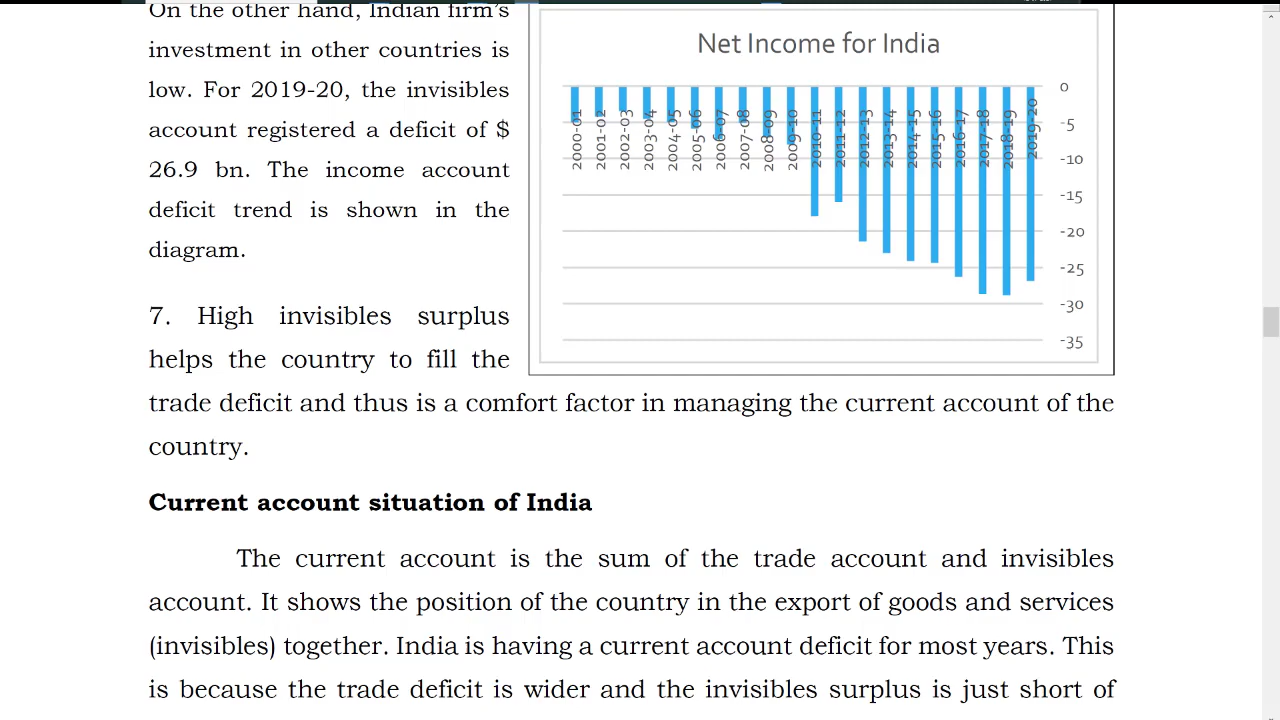 On the other hand, Indian firm's
investment in other countries is
low. For 2019-20, the invisibles
account registered a deficit of $
26.9 bn. The income account
deficit trend is shown in the
diagram.
Net Income for India
0
-5
-10
-15
-20
-25
-30
-35
2000-01
2001-02
2002-03
2003-04
2004-05
2005-06
2006-07
2007-08
2008-09
2009-10
2010-11
2011-12
2012-13
2013-14
2014-15
2015-16
2016-17
2017-18
2018-19
2019-20
7. High invisibles surplus
helps the country to fill the
trade deficit and thus is a comfort factor in managing the current account of the
country.
Current account situation of India
The current account is the sum of the trade account and invisibles
account. It shows the position of the country in the export of goods and services
(invisibles) together. India is having a current account deficit for most years. This
is because the trade deficit is wider and the invisibles surplus is just short of